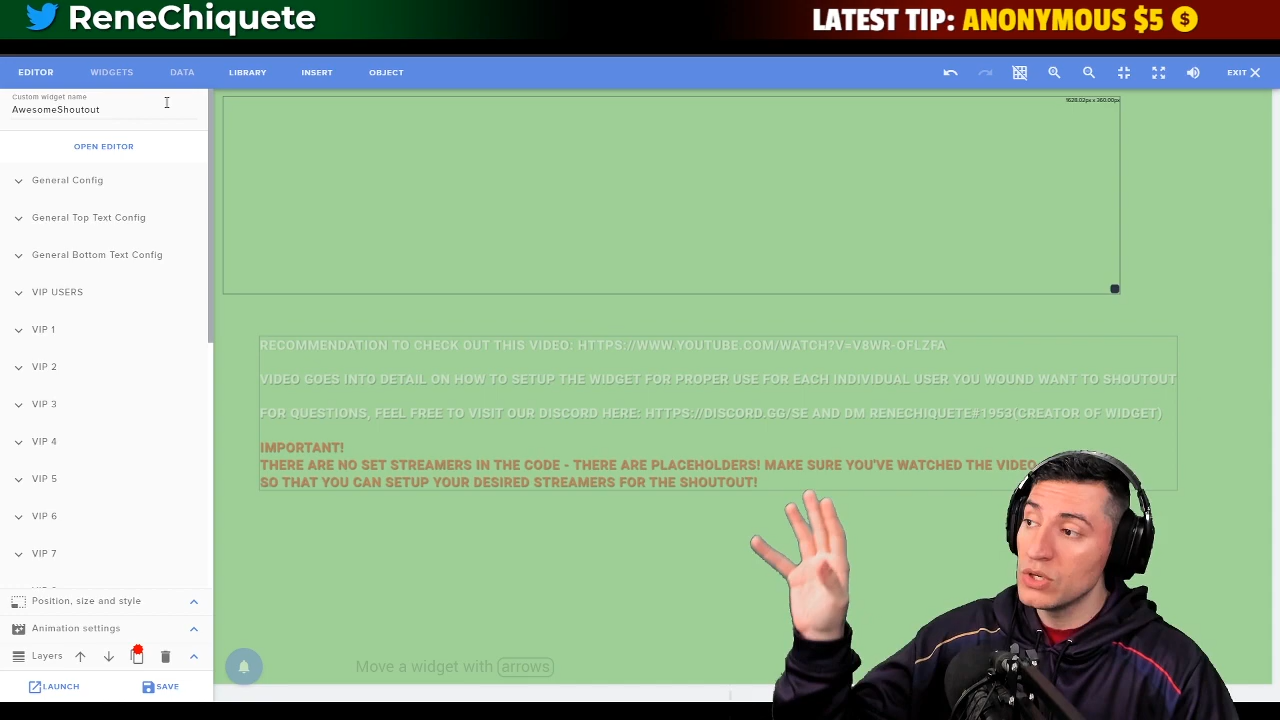 ReneChiquete
LATEST TIP: ANONYMOUS $5
EDITOR WIDGETS DATA LIBRARY INSERT OBJECT EXIT
Custom widget name
AwesomeShoutout
1628.02px x 360.00px
OPEN EDITOR
General Config
General Top Text Config
General Bottom Text Config
VIP USERS
VIP 1
VIP 2
VIP 3
VIP 4
VIP 5
VIP 6
VIP 7
RECOMMENDATION TO CHECK OUT THIS VIDEO: HTTPS://WWW.YOUTUBE.COM/WATCH?V=V8WR-OFLZFA
VIDEO GOES INTO DETAIL ON HOW TO SETUP THE WIDGET FOR PROPER USE FOR EACH INDIVIDUAL USER YOU WOUND WANT TO SHOUTOUT
FOR QUESTIONS, FEEL FREE TO VISIT OUR DISCORD HERE: HTTPS://DISCORD.GG/SE AND DM RENECHIQUETE#1953(CREATOR OF WIDGET)
IMPORTANT!
THERE ARE NO SET STREAMERS IN THE CODE - THERE ARE PLACEHOLDERS! MAKE SURE YOU'VE WATCHED THE VIDEO
SO THAT YOU CAN SETUP YOUR DESIRED STREAMERS FOR THE SHOUTOUT!
Position, size and style
Animation settings
Layers
LAUNCH SAVE
Move a widget with arrows